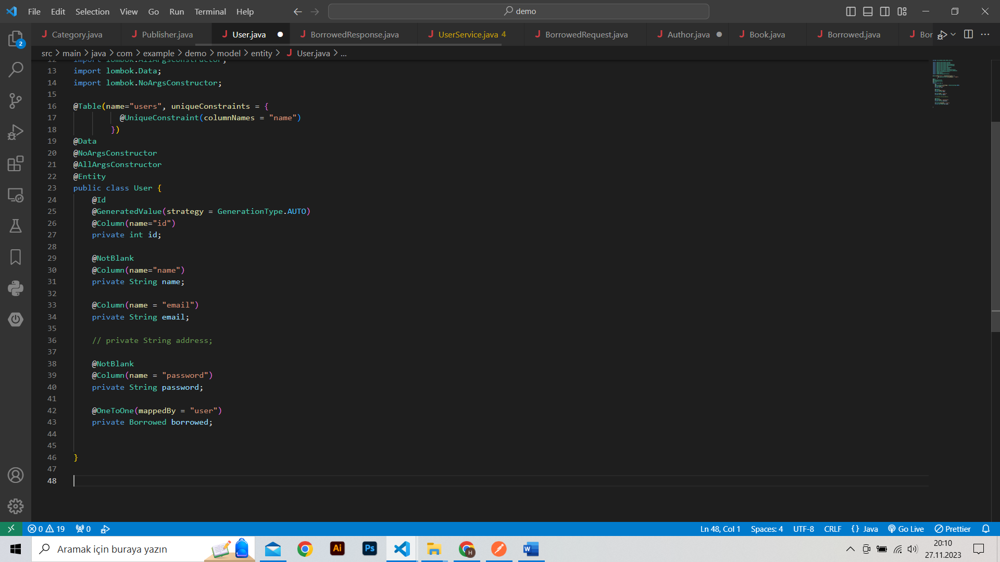 File Edit Selection View Go Run Terminal Help
demo
Category.java Publisher.java User.java BorrowedResponse.java UserService.java 4 BorrowedRequest.java Author.java Book.java Borrowed.java Bor
src > main > java > com > example > demo > model > entity > User.java > ...
12 import lombok.AllArgsConstructor;
13 import lombok.Data;
14 import lombok.NoArgsConstructor;
15
16 @Table(name="users", uniqueConstraints = {
17 @UniqueConstraint(columnNames = "name")
18 })
19 @Data
20 @NoArgsConstructor
21 @AllArgsConstructor
22 @Entity
23 public class User {
24 @Id
25 @GeneratedValue(strategy = GenerationType.AUTO)
26 @Column(name="id")
27 private int id;
28
29 @NotBlank
30 @Column(name="name")
31 private String name;
32
33 @Column(name = "email")
34 private String email;
35
36 // private String address;
37
38 @NotBlank
39 @Column(name = "password")
40 private String password;
41
42 @OneToOne(mappedBy = "user")
43 private Borrowed borrowed;
44
45
46 }
47
48
2
0 19 0
Ln 48, Col 1 Spaces: 4 UTF-8 CRLF {} Java Go Live Prettier
Aramak için buraya yazın
Ai Ps H W
20:10
27.11.2023